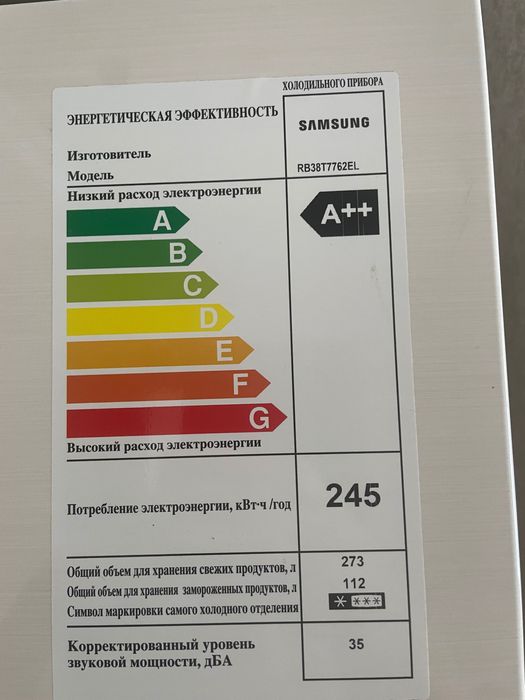 ХОЛОДИЛЬНОГО ПРИБОРА
ЭНЕРГЕТИЧЕСКАЯ ЭФФЕКТИВНОСТЬ
SAMSUNG
Изготовитель
Модель
RB38T7762EL
Низкий расход электроэнергии
A++
A
B
C
D
E
F
G
Высокий расход электроэнергии
Потребление электроэнергии, кВт·ч /год 245
Общий объем для хранения свежих продуктов, л 273
Общий объем для хранения замороженных продуктов, л 112
Символ маркировки самого холодного отделения * ***
Корректированный уровень
звуковой мощности, дБА 35